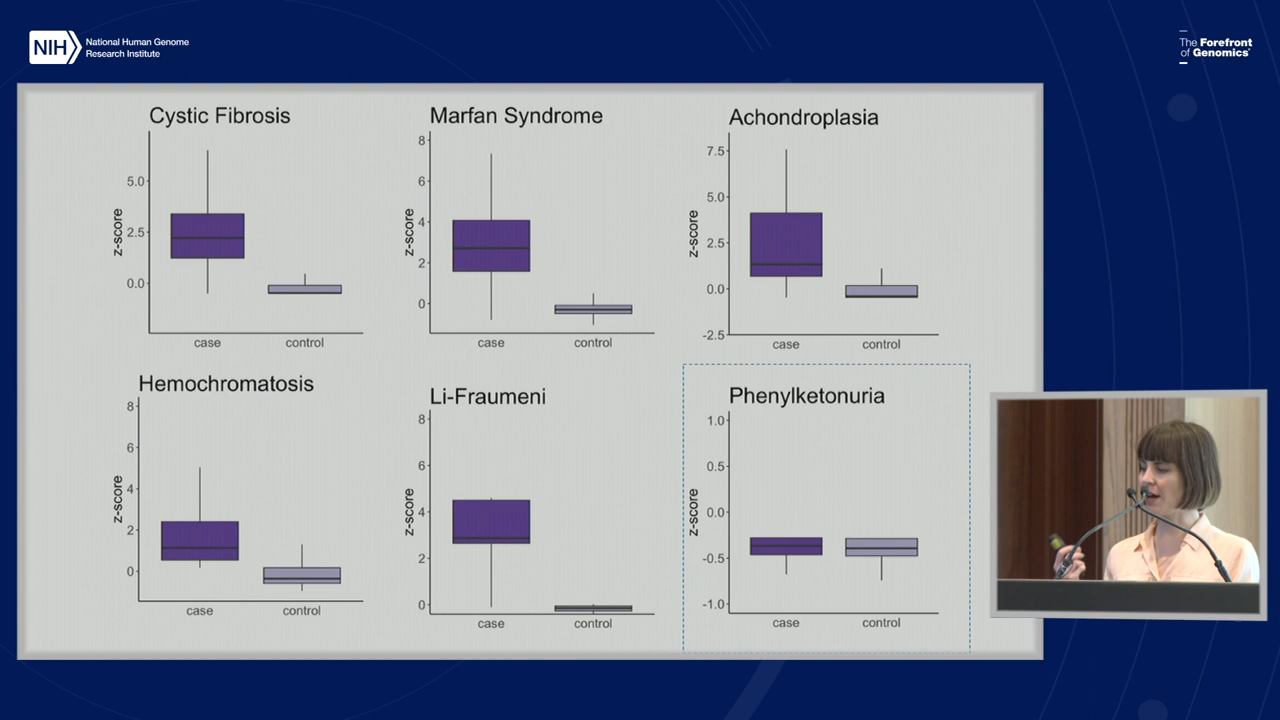 NIH
National Human Genome
Research Institute
The Forefront
of Genomics®
Cystic Fibrosis
z-score
5.0
2.5
0.0
case
control
Marfan Syndrome
z-score
8
6
4
2
0
case
control
Achondroplasia
z-score
7.5
5.0
2.5
0.0
-2.5
case
control
Hemochromatosis
z-score
8
6
4
2
0
case
control
Li-Fraumeni
z-score
8
6
4
2
0
case
control
Phenylketonuria
z-score
1.0
0.5
0.0
-0.5
-1.0
case
control